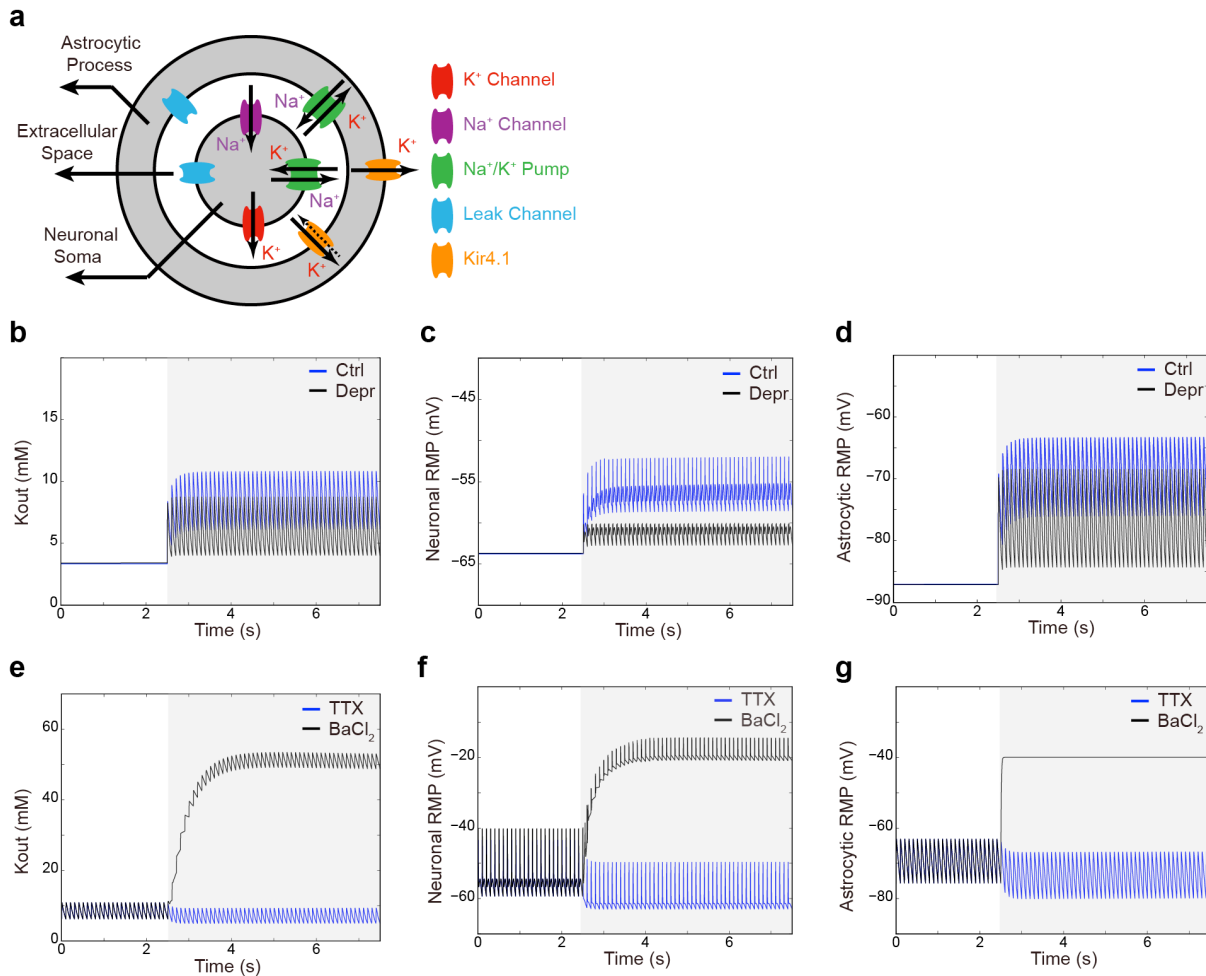 a
Astrocytic
Process
Extracellular
Space
Neuronal
Soma
Na⁺
K⁺
Na⁺
K⁺
K⁺
Na⁺
K⁺
K⁺
K⁺ Channel
Na⁺ Channel
Na⁺/K⁺ Pump
Leak Channel
Kir4.1
b
Kout (mM)
15
10
5
0
0
2
4
6
Time (s)
Ctrl
Depr
c
Neuronal RMP (mV)
−45
−55
−65
0
2
4
6
Time (s)
Ctrl
Depr
d
Astrocytic RMP (mV)
−60
−70
−80
−90
0
2
4
6
Time (s)
Ctrl
Depr
e
Kout (mM)
60
40
20
0
0
2
4
6
Time (s)
TTX
BaCl₂
f
Neuronal RMP (mV)
−20
−40
−60
0
2
4
6
Time (s)
TTX
BaCl₂
g
Astrocytic RMP (mV)
−40
−60
−80
0
2
4
6
Time (s)
TTX
BaCl₂